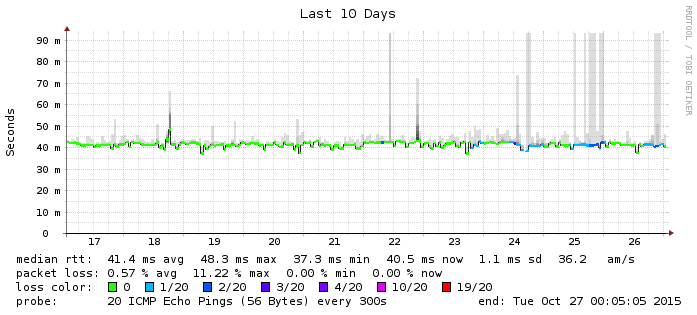 Last 10 Days
RRDTOOL / TOBI OETIKER
Seconds
90 m
80 m
70 m
60 m
50 m
40 m
30 m
20 m
10 m
0
17 18 19 20 21 22 23 24 25 26
median rtt: 41.4 ms avg 48.3 ms max 37.3 ms min 40.5 ms now 1.1 ms sd 36.2 am/s
packet loss: 0.57 % avg 11.22 % max 0.00 % min 0.00 % now
loss color: 0 1/20 2/20 3/20 4/20 10/20 19/20
probe: 20 ICMP Echo Pings (56 Bytes) every 300s end: Tue Oct 27 00:05:05 2015